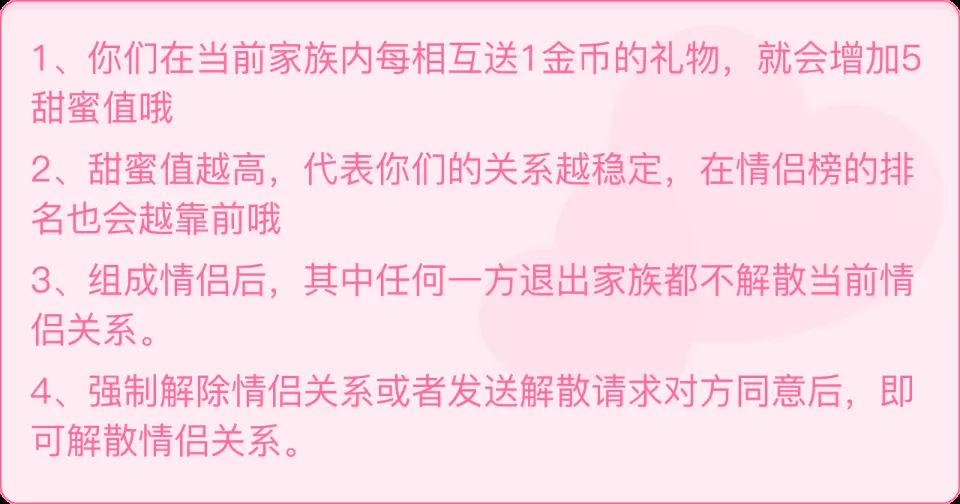 1、你们在当前家族内每相互送1金币的礼物，就会增加5
甜蜜值哦
2、甜蜜值越高，代表你们的关系越稳定，在情侣榜的排
名也会越靠前哦
3、组成情侣后，其中任何一方退出家族都不解散当前情
侣关系。
4、强制解除情侣关系或者发送解散请求对方同意后，即
可解散情侣关系。